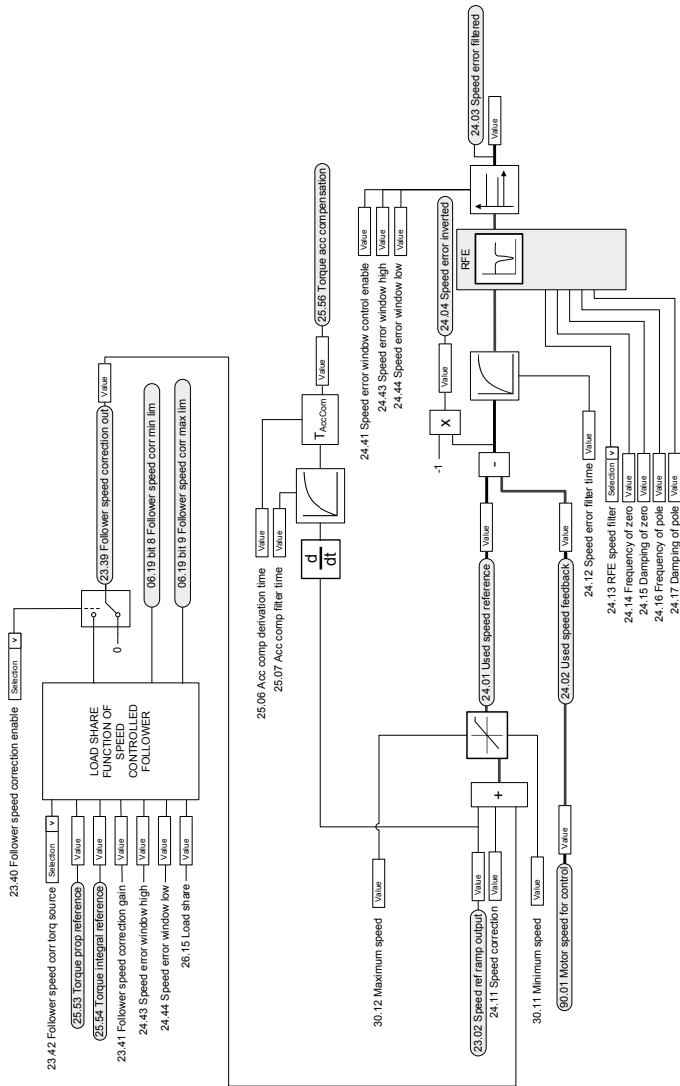 23.40 Follower speed correction enable
Selection
v
23.42 Follower speed corr torq source
Selection
v
25.53 Torque prop reference
Value
25.54 Torque integral reference
Value
23.41 Follower speed correction gain
Value
24.43 Speed error window high
Value
24.44 Speed error window low
Value
26.15 Load share
Value
LOAD SHARE
FUNCTION OF
SPEED
CONTROLLED
FOLLOWER
0
23.39 Follower speed correction out
Value
06.19 bit 8 Follower speed corr min lim
06.19 bit 9 Follower speed corr max lim
25.06 Acc comp derivation time
Value
25.07 Acc comp filter time
Value
d
dt
TAccCom
Value
25.56 Torque acc compensation
30.12 Maximum speed
Value
23.02 Speed ref ramp output
Value
24.11 Speed correction
Value
+
30.11 Minimum speed
Value
90.01 Motor speed for control
Value
24.01 Used speed reference
Value
24.02 Used speed feedback
Value
-
-1
X
Value
24.04 Speed error inverted
24.41 Speed error window control enable
Value
24.43 Speed error window high
Value
24.44 Speed error window low
Value
RFE
24.03 Speed error filtered
Value
24.12 Speed error filter time
Value
24.13 RFE speed filter
Selection
v
24.14 Frequency of zero
Value
24.15 Damping of zero
Value
24.16 Frequency of pole
Value
24.17 Damping of pole
Value